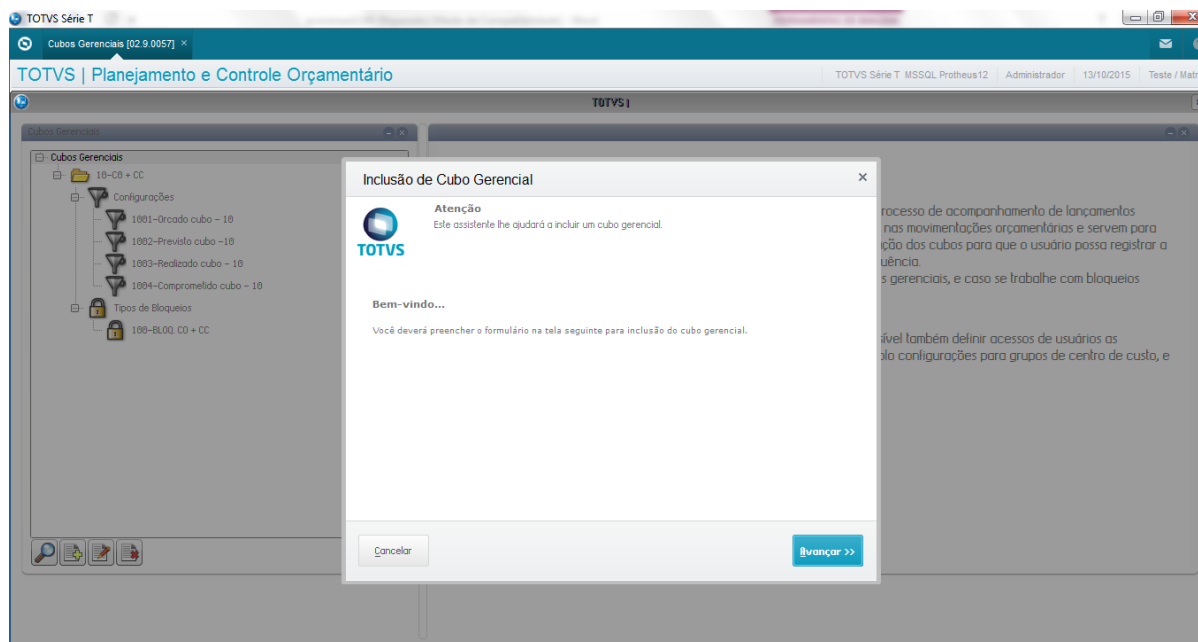 TOTVS Série T
Cubos Gerenciais [02.9.0057] ×
TOTVS | Planejamento e Controle Orçamentário
TOTVS Série T MSSQL Protheus12 Administrador 13/10/2015 Teste / Matr
TOTVS |
Cubos Gerenciais
Cubos Gerenciais
10-CO + CC
Configurações
1001-Orcado cubo - 10
1002-Previsto cubo -10
1003-Realizado cubo - 10
1004-Comprometido cubo - 10
Tipos de Bloqueios
100-BLOQ. CO + CC
Inclusão de Cubo Gerencial ×
TOTVS
Atenção
Este assistente lhe ajudará a incluir um cubo gerencial.
Bem-vindo...
Você deverá preencher o formulário na tela seguinte para inclusão do cubo gerencial.
Cancelar
Avançar >>
rocesso de acompanhamento de lançamentos
nas movimentações orçamentárias e servem para
ção dos cubos para que o usuário possa registrar a
uência.
s gerenciais, e caso se trabalhe com bloqueios
sível também definir acessos de usuários as
plo configurações para grupos de centro de custo, e